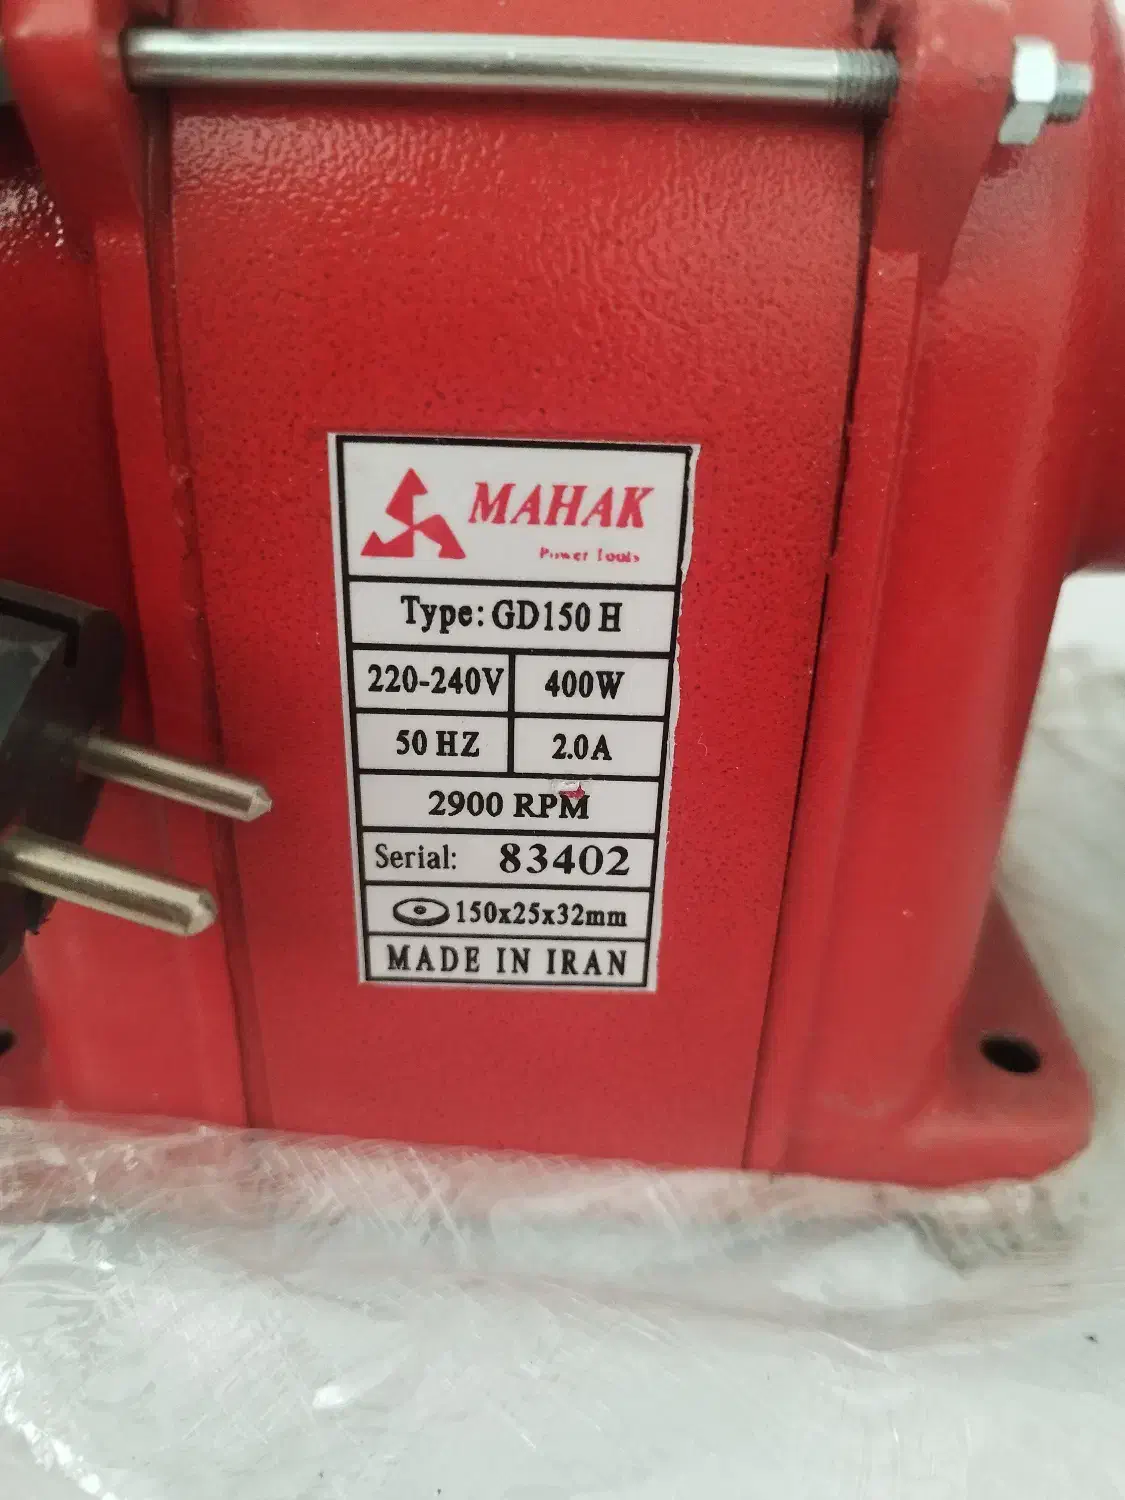 MAHAK
Power Tools
Type: GD150 H
220-240V 400W
50 HZ 2.0A
2900 RPM
Serial: 83402
150x25x32mm
MADE IN IRAN